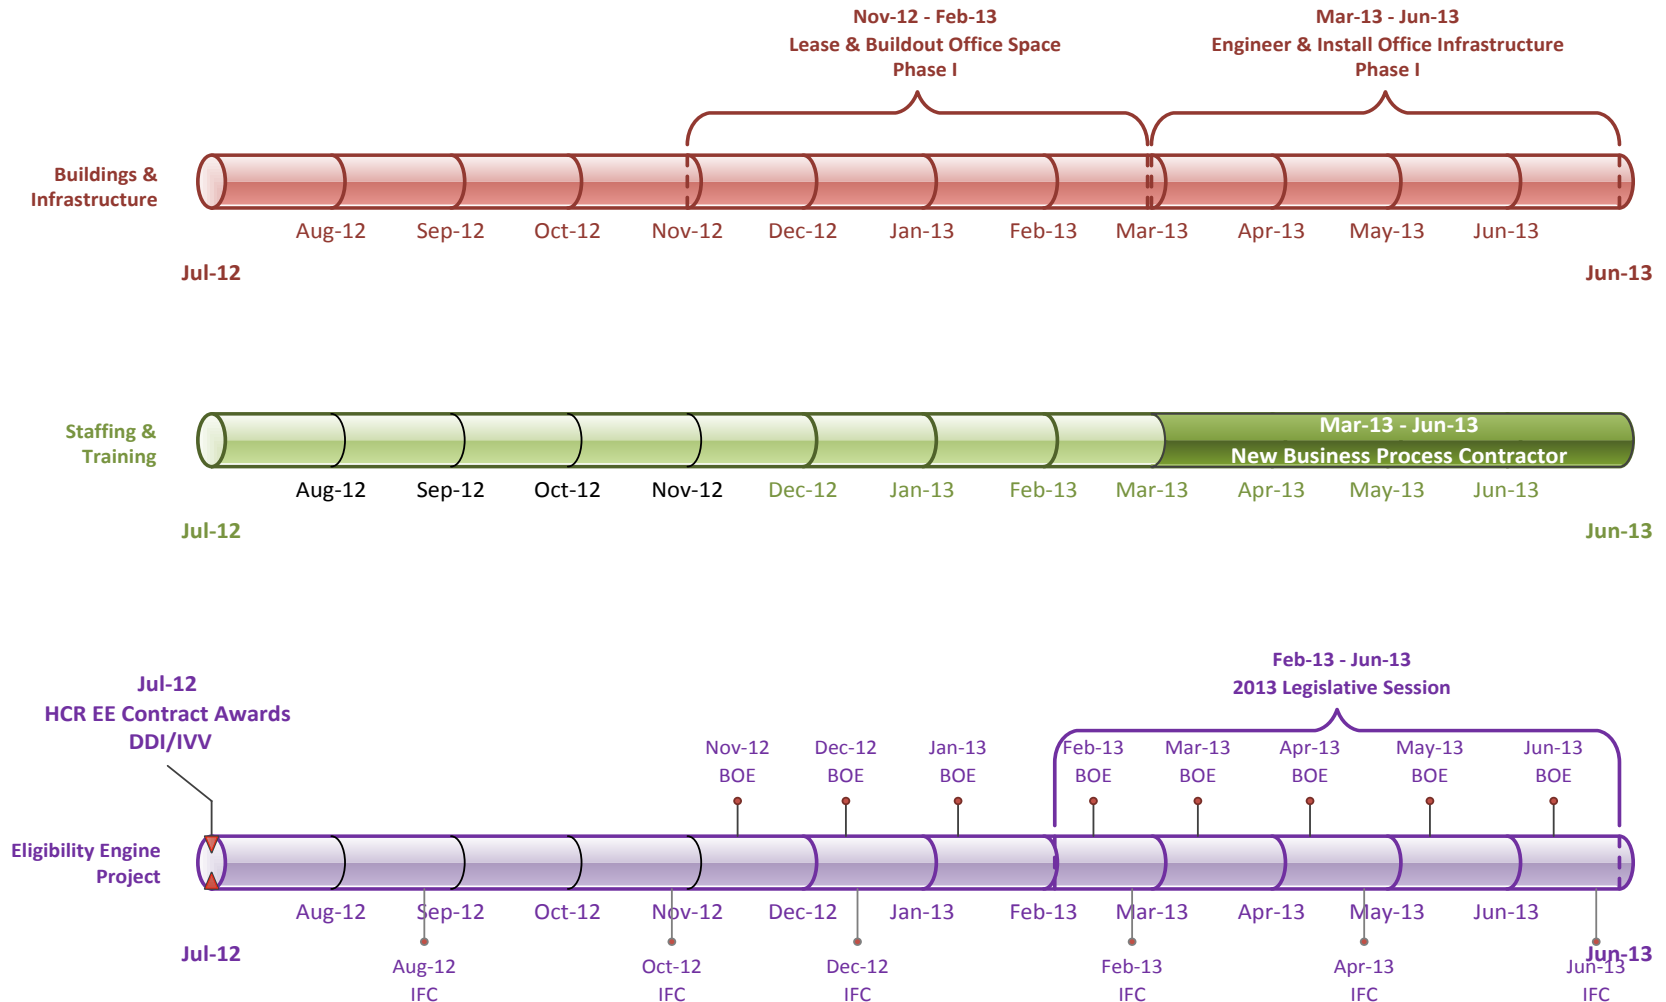 Nov-12 - Feb-13
Lease & Buildout Office Space
Phase I
Mar-13 - Jun-13
Engineer & Install Office Infrastructure
Phase I
Buildings &
Infrastructure
Aug-12 Sep-12 Oct-12 Nov-12 Dec-12 Jan-13 Feb-13 Mar-13 Apr-13 May-13 Jun-13
Jul-12 Jun-13
Staffing &
Training
Mar-13 - Jun-13
New Business Process Contractor
Aug-12 Sep-12 Oct-12 Nov-12 Dec-12 Jan-13 Feb-13 Mar-13 Apr-13 May-13 Jun-13
Jul-12 Jun-13
Feb-13 - Jun-13
2013 Legislative Session
Jul-12
HCR EE Contract Awards
DDI/IVV
Nov-12 Dec-12 Jan-13 Feb-13 Mar-13 Apr-13 May-13 Jun-13
BOE BOE BOE BOE BOE BOE BOE BOE
Eligibility Engine
Project
Aug-12 Sep-12 Oct-12 Nov-12 Dec-12 Jan-13 Feb-13 Mar-13 Apr-13 May-13 Jun-13
Jul-12 Jun-13
Aug-12 Oct-12 Dec-12 Feb-13 Apr-13 Jun-13
IFC IFC IFC IFC IFC IFC